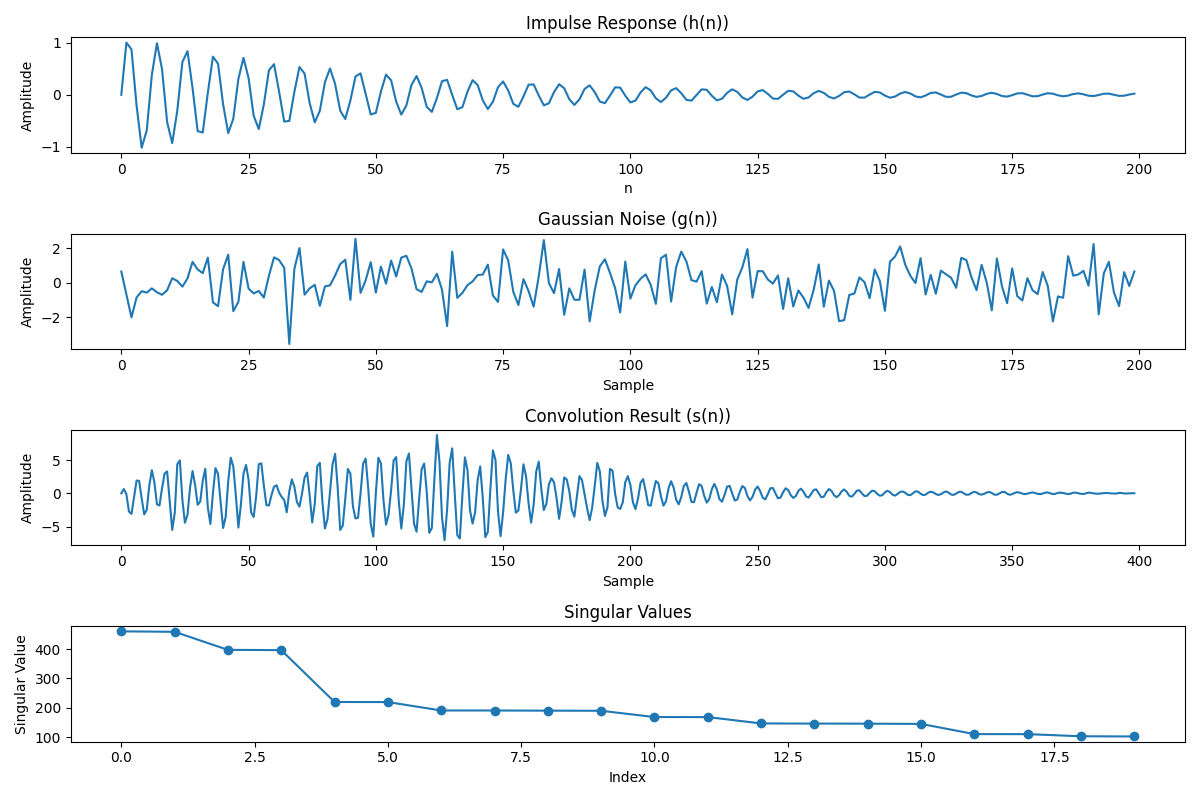 Impulse Response (h(n))
Amplitude
1
0
−1
0 25 50 75 100 125 150 175 200
n
Gaussian Noise (g(n))
Amplitude
2
0
−2
0 25 50 75 100 125 150 175 200
Sample
Convolution Result (s(n))
Amplitude
5
0
−5
0 50 100 150 200 250 300 350 400
Sample
Singular Values
Singular Value
400
300
200
100
0.0 2.5 5.0 7.5 10.0 12.5 15.0 17.5
Index